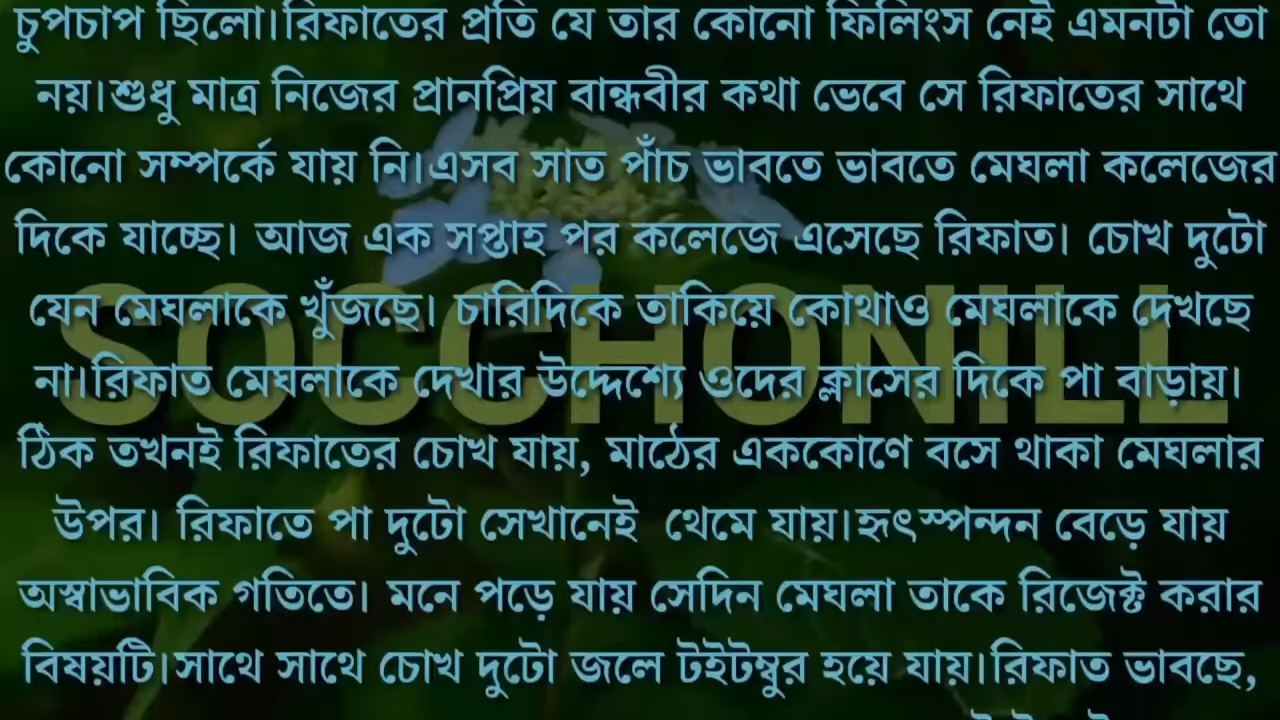 চুপচাপ ছিলো।রিফাতের প্রতি যে তার কোনো ফিলিংস নেই এমনটা তো
নয়।শুধু মাত্র নিজের প্রানপ্রিয় বান্ধবীর কথা ভেবে সে রিফাতের সাথে
কোনো সম্পর্কে যায় নি।এসব সাত পাঁচ ভাবতে ভাবতে মেঘলা কলেজের
দিকে যাচ্ছে। আজ এক সপ্তাহ পর কলেজে এসেছে রিফাত। চোখ দুটো
যেন মেঘলাকে খুঁজছে। চারিদিকে তাকিয়ে কোথাও মেঘলাকে দেখছে
SOCCHONILL
না।রিফাত মেঘলাকে দেখার উদ্দেশ্যে ওদের ক্লাসের দিকে পা বাড়ায়।
ঠিক তখনই রিফাতের চোখ যায়, মাঠের এককোণে বসে থাকা মেঘলার
উপর। রিফাতে পা দুটো সেখানেই থেমে যায়।হৃৎস্পন্দন বেড়ে যায়
অস্বাভাবিক গতিতে। মনে পড়ে যায় সেদিন মেঘলা তাকে রিজেক্ট করার
বিষয়টি।সাথে সাথে চোখ দুটো জলে টইটম্বুর হয়ে যায়।রিফাত ভাবছে,